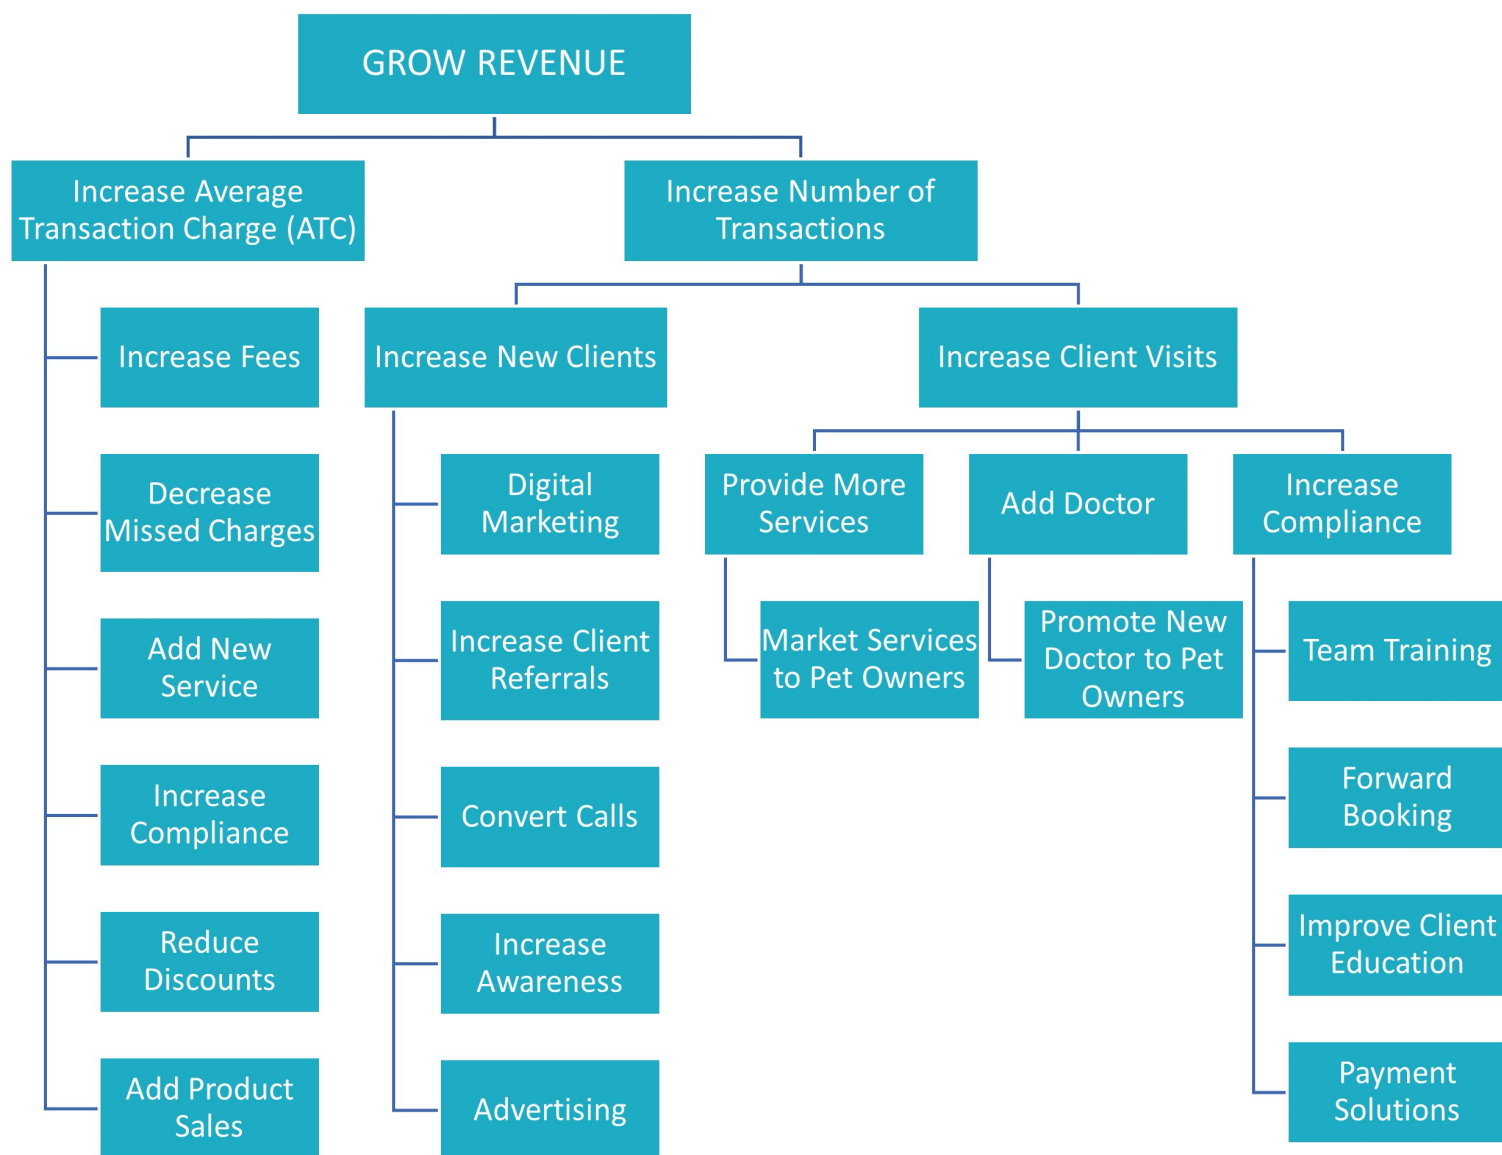 GROW REVENUE
Increase Average
Transaction Charge (ATC)
Increase Number of
Transactions
Increase Fees
Decrease
Missed Charges
Add New
Service
Increase
Compliance
Reduce
Discounts
Add Product
Sales
Increase New Clients
Digital
Marketing
Increase Client
Referrals
Convert Calls
Increase
Awareness
Advertising
Increase Client Visits
Provide More
Services
Market Services
to Pet Owners
Add Doctor
Promote New
Doctor to Pet
Owners
Increase
Compliance
Team Training
Forward
Booking
Improve Client
Education
Payment
Solutions